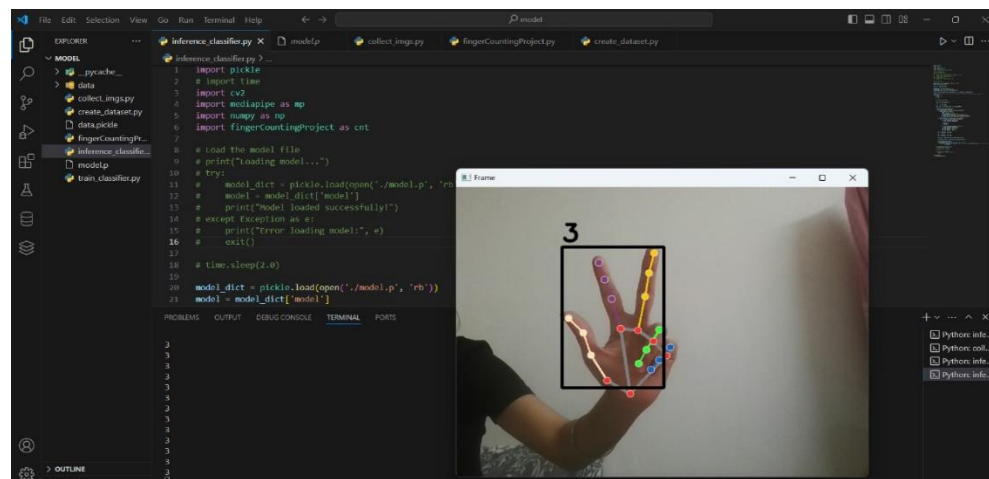 File Edit Selection View Go Run Terminal Help
model
EXPLORER
inference_classifier.py
model.p
collect_imgs.py
fingerCountingProject.py
create_dataset.py
MODEL
__pycache__
data
collect_imgs.py
create_dataset.py
data.pickle
fingerCountingPr...
inference_classifie...
model.p
train_classifier.py
OUTLINE
inference_classifier.py > ...
1 import pickle
2 # import time
3 import cv2
4 import mediapipe as mp
5 import numpy as np
6 import fingerCountingProject as cnt
7
8 # Load the model file
9 # print("Loading model...")
10 # try:
11 # model_dict = pickle.load(open('./model.p', 'rb
12 # model = model_dict['model']
13 # print("Model loaded successfully!")
14 # except Exception as e:
15 # print("Error loading model:", e)
16 # exit()
17
18 # time.sleep(2.0)
19
20 model_dict = pickle.load(open('./model.p', 'rb'))
21 model = model_dict['model']
PROBLEMS OUTPUT DEBUG CONSOLE TERMINAL PORTS
3
3
3
3
3
3
3
3
3
3
3
3
3
Python: infe...
Python: coll...
Python: infe...
Python: infe...
Frame
3